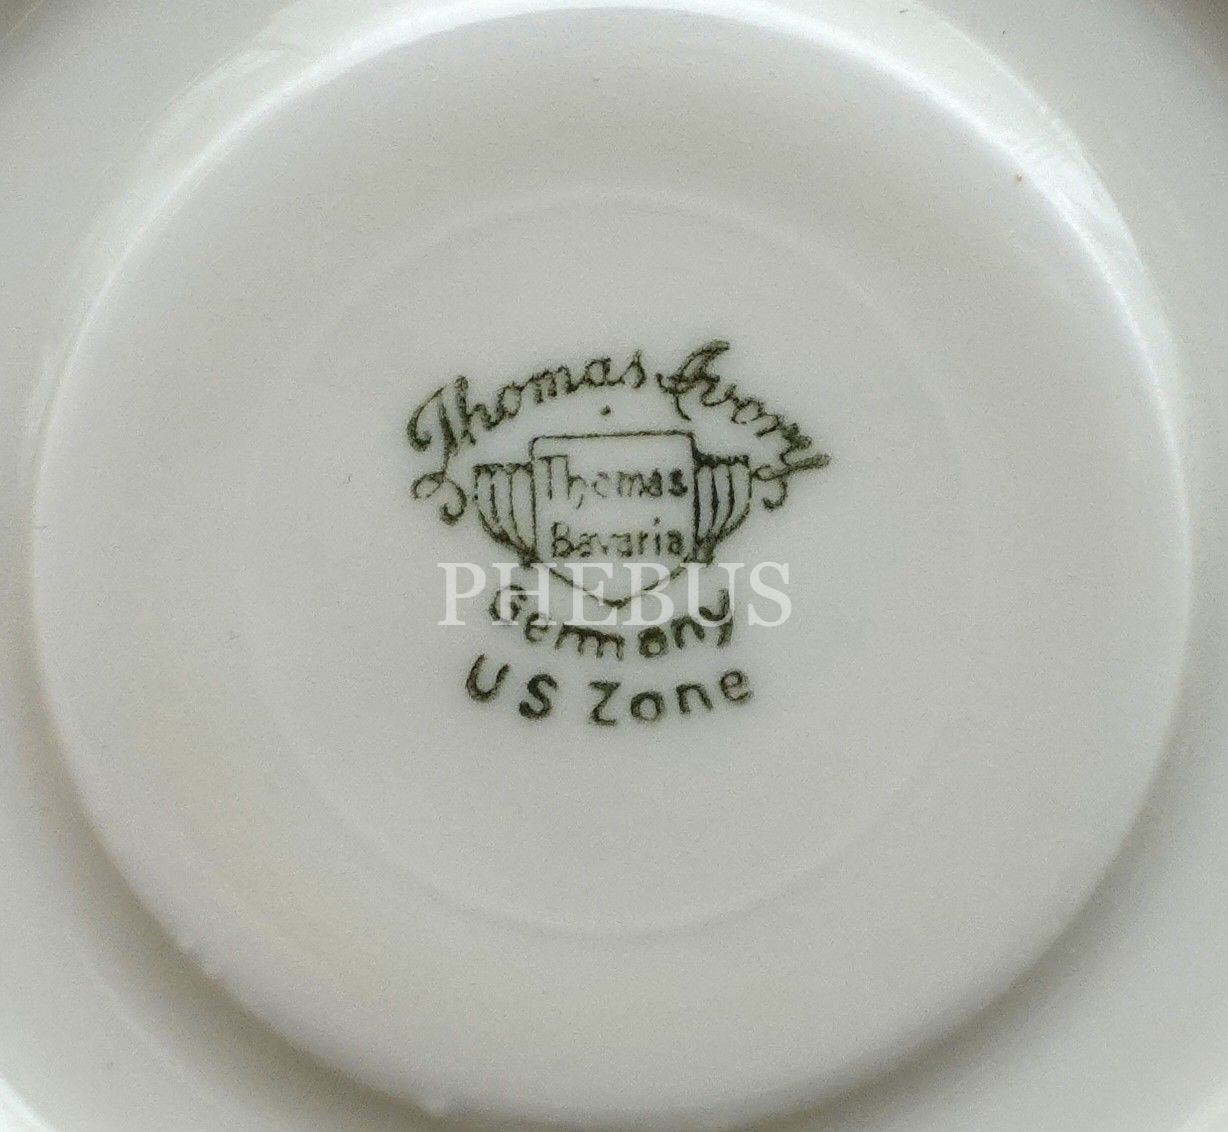 Thomas Ivory
Thomas
Bavaria
PHEBUS
Germany
US Zone